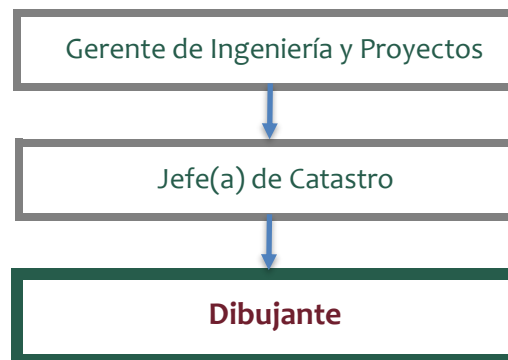 Gerente de Ingeniería y Proyectos
Jefe(a) de Catastro
Dibujante